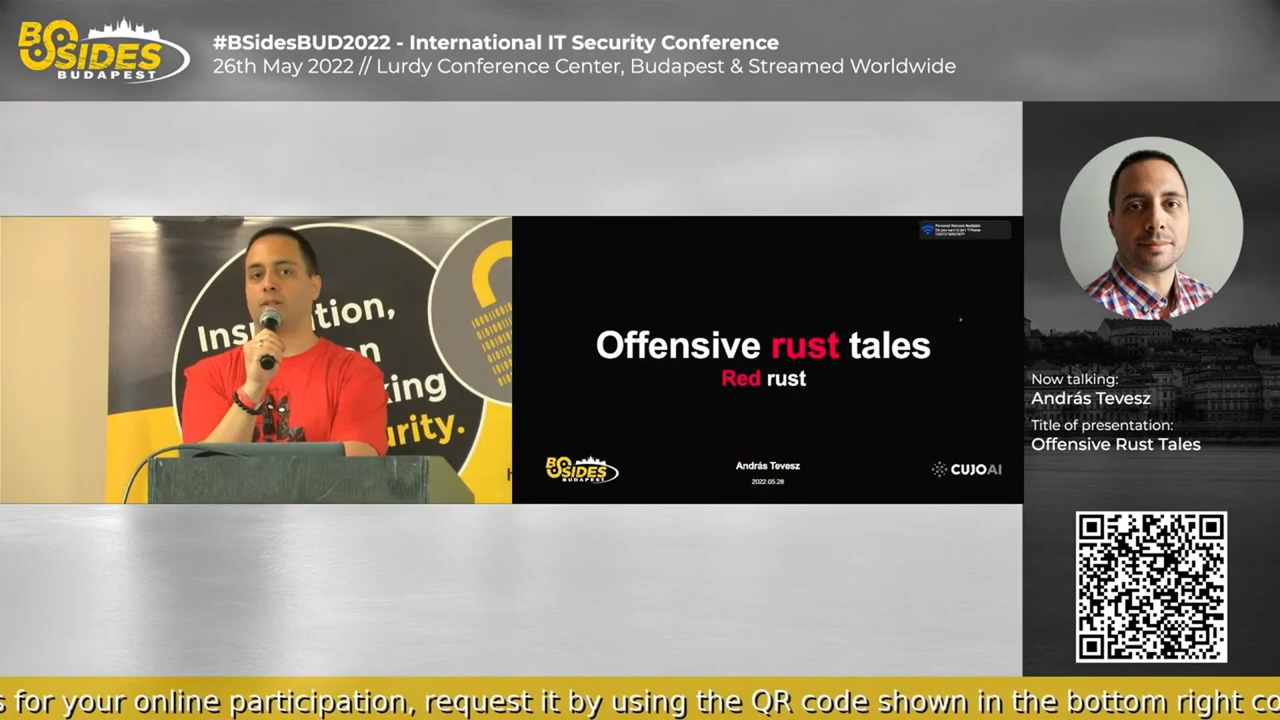 BSIDES
BUDAPEST
#BSidesBUD2022 - International IT Security Conference
26th May 2022 // Lurdy Conference Center, Budapest & Streamed Worldwide
tion,
king
urity.
Personal Hotspot Available
Offensive rust tales
Red rust
BSIDES
BUDAPEST
András Tevesz
2022.05.26
CUJOAI
Now talking:
András Tevesz
Title of presentation:
Offensive Rust Tales
s for your online participation, request it by using the QR code shown in the bottom right co